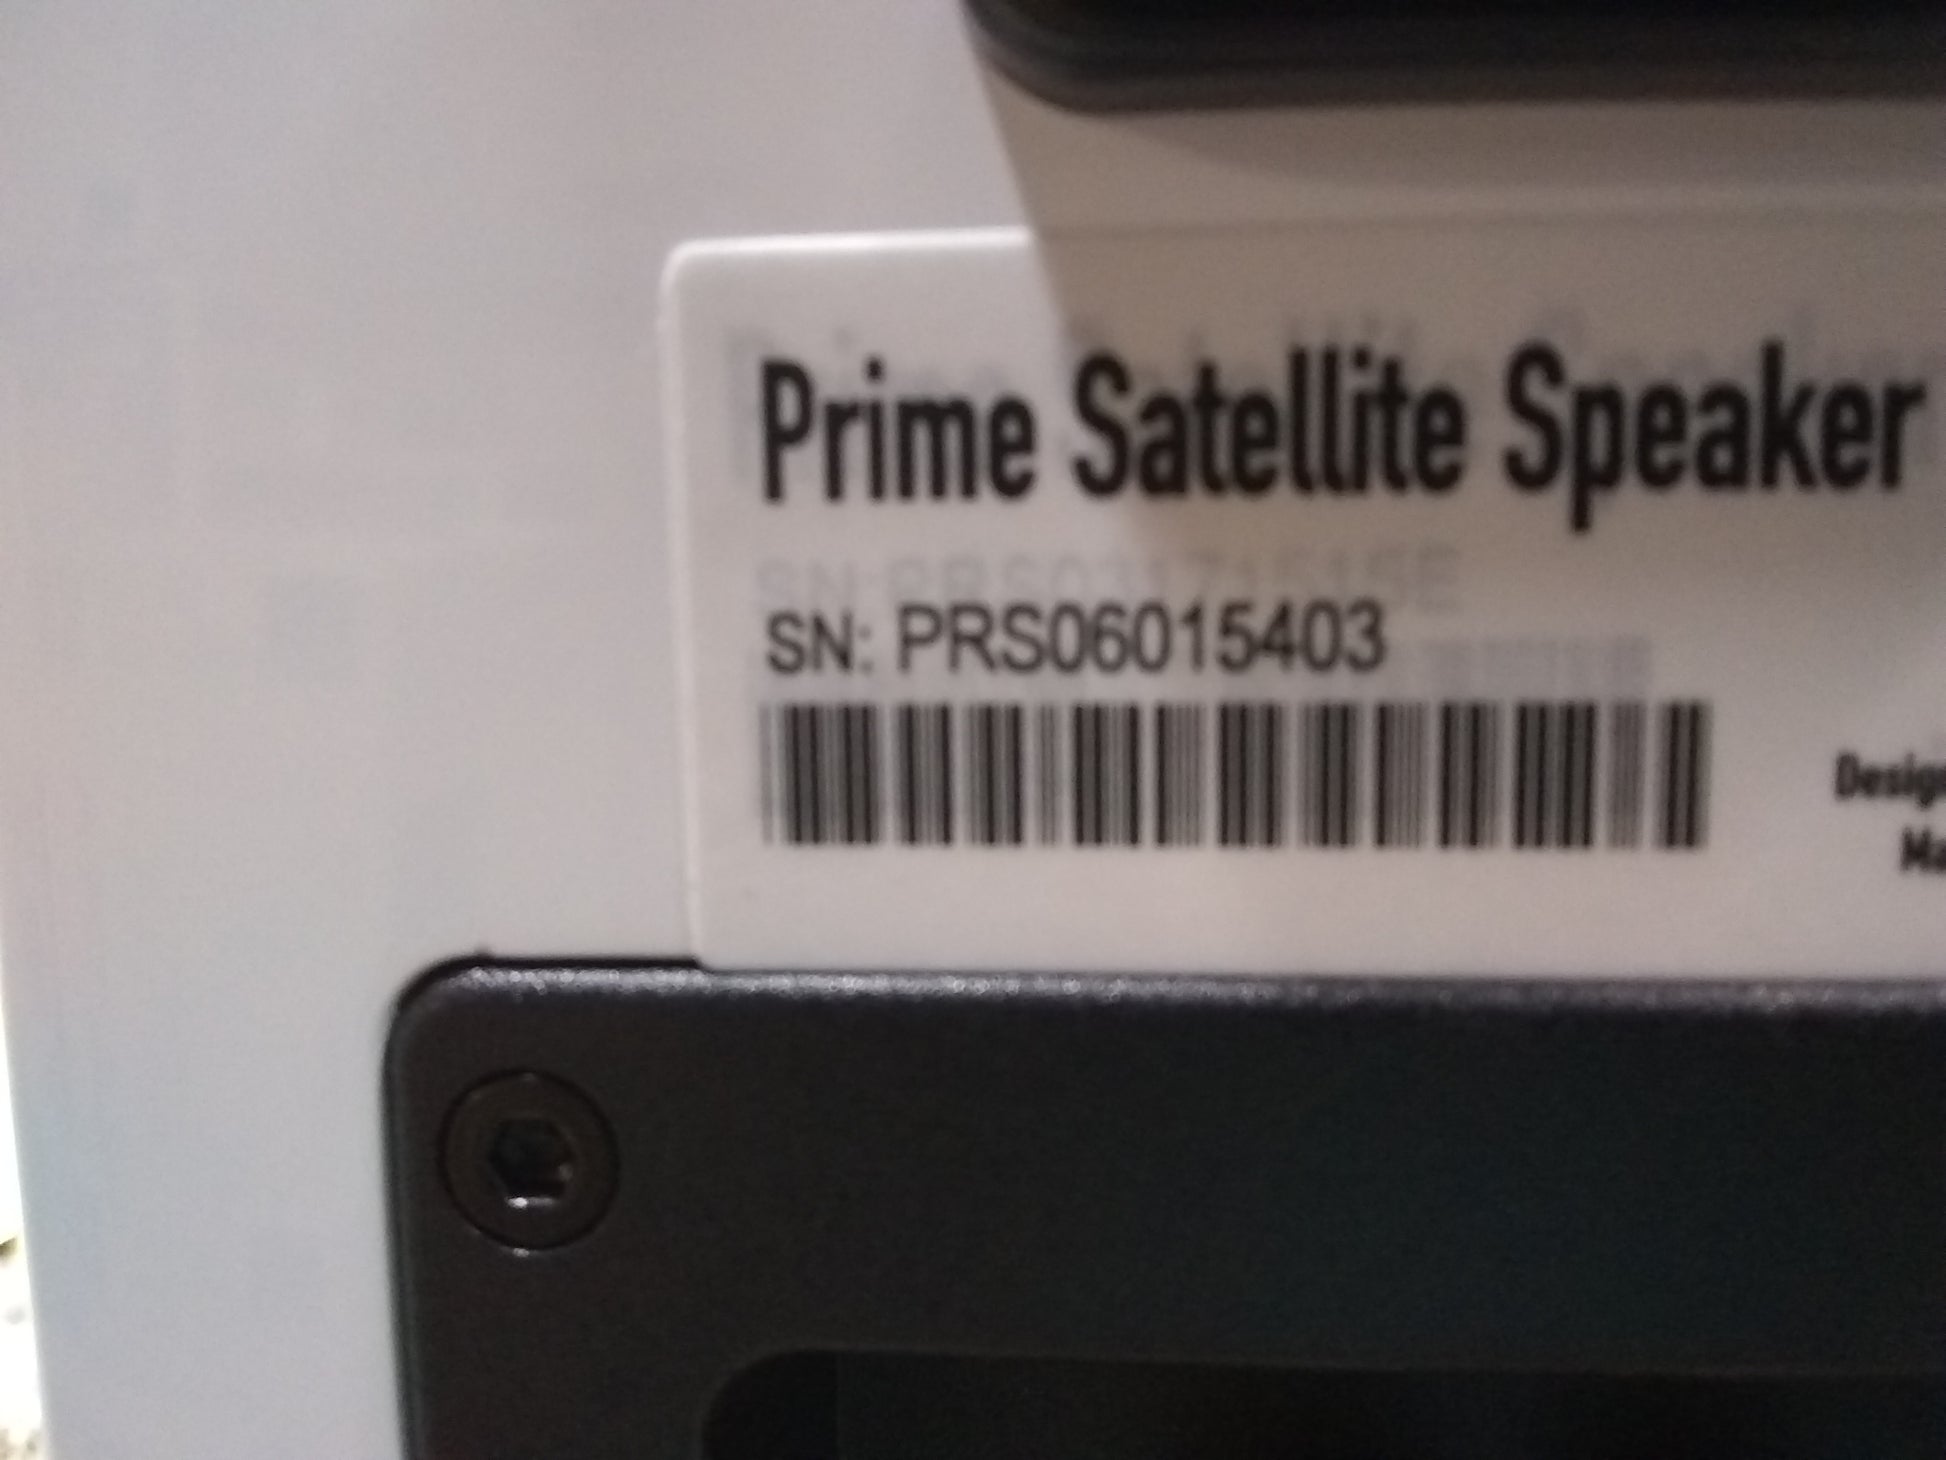 Prime Satellite Speaker
SN: PRS06015403